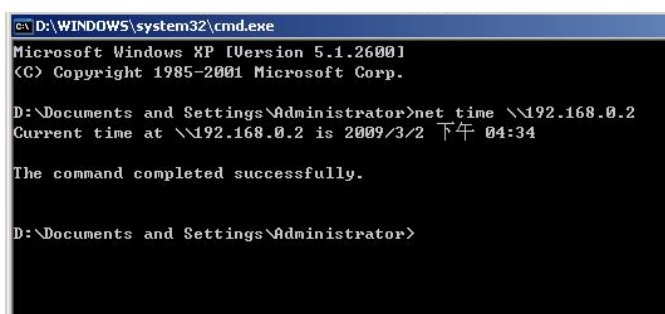 D:\WINDOWS\system32\cmd.exe
Microsoft Windows XP [Version 5.1.2600]
(C) Copyright 1985-2001 Microsoft Corp.
D:\Documents and Settings\Administrator>net time \\192.168.0.2
Current time at \\192.168.0.2 is 2009/3/2 下午 04:34
The command completed successfully.
D:\Documents and Settings\Administrator>